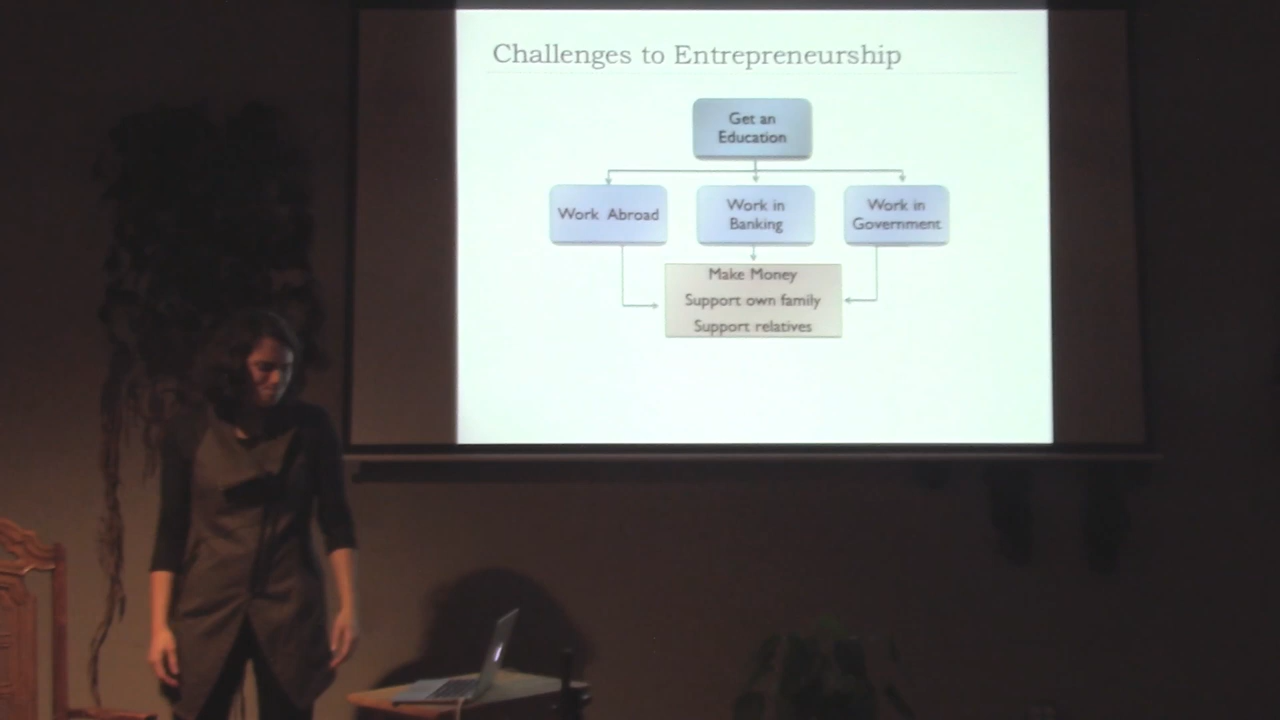 Challenges to Entrepreneurship
Get an
Education
Work Abroad
Work in
Banking
Work in
Government
Make Money
Support own family
Support relatives